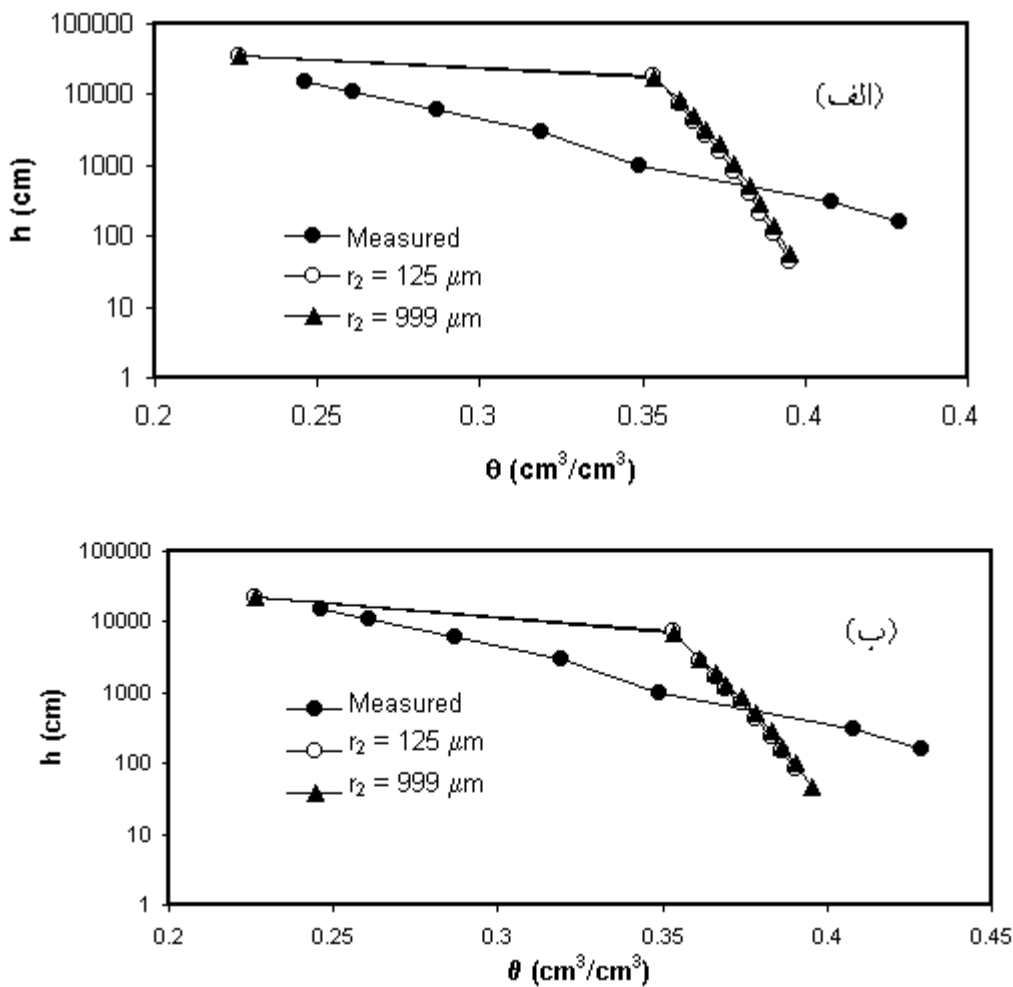 100000
10000
1000
100
10
1
h (cm)
(الف)
Measured
r₂ = 125 μm
r₂ = 999 μm
0.2 0.25 0.3 0.35 0.4 0.4
θ (cm³/cm³)
100000
10000
1000
100
10
1
h (cm)
(ب)
Measured
r₂ = 125 μm
r₂ = 999 μm
0.2 0.25 0.3 0.35 0.4 0.45
θ (cm³/cm³)